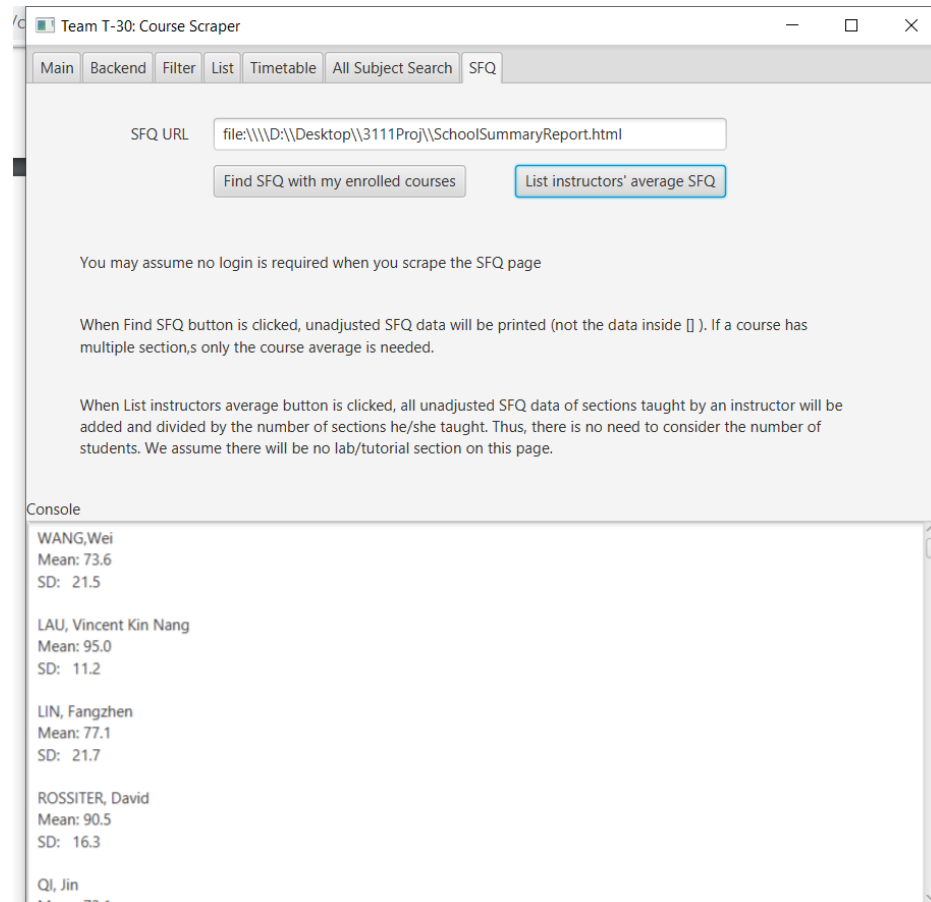 Team T-30: Course Scraper
Main Backend Filter List Timetable All Subject Search SFQ
SFQ URL file:\\\\D:\\Desktop\\3111Proj\\SchoolSummaryReport.html
Find SFQ with my enrolled courses List instructors' average SFQ
You may assume no login is required when you scrape the SFQ page
When Find SFQ button is clicked, unadjusted SFQ data will be printed (not the data inside [] ). If a course has
multiple section,s only the course average is needed.
When List instructors average button is clicked, all unadjusted SFQ data of sections taught by an instructor will be
added and divided by the number of sections he/she taught. Thus, there is no need to consider the number of
students. We assume there will be no lab/tutorial section on this page.
Console
WANG,Wei
Mean: 73.6
SD: 21.5
LAU, Vincent Kin Nang
Mean: 95.0
SD: 11.2
LIN, Fangzhen
Mean: 77.1
SD: 21.7
ROSSITER, David
Mean: 90.5
SD: 16.3
QI, Jin